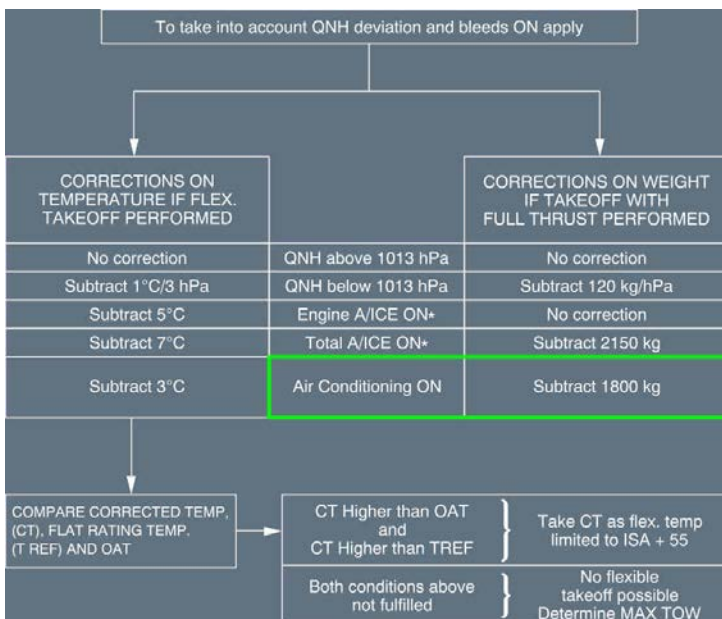 To take into account QNH deviation and bleeds ON apply
CORRECTIONS ON
TEMPERATURE IF FLEX.
TAKEOFF PERFORMED
CORRECTIONS ON WEIGHT
IF TAKEOFF WITH
FULL THRUST PERFORMED
No correction
QNH above 1013 hPa
No correction
Subtract 1°C/3 hPa
QNH below 1013 hPa
Subtract 120 kg/hPa
Subtract 5°C
Engine A/ICE ON*
No correction
Subtract 7°C
Total A/ICE ON*
Subtract 2150 kg
Subtract 3°C
Air Conditioning ON
Subtract 1800 kg
COMPARE CORRECTED TEMP,
(CT), FLAT RATING TEMP.
(T REF) AND OAT
CT Higher than OAT
and
CT Higher than TREF
Take CT as flex. temp
limited to ISA + 55
Both conditions above
not fulfilled
No flexible
takeoff possible
Determine MAX TOW